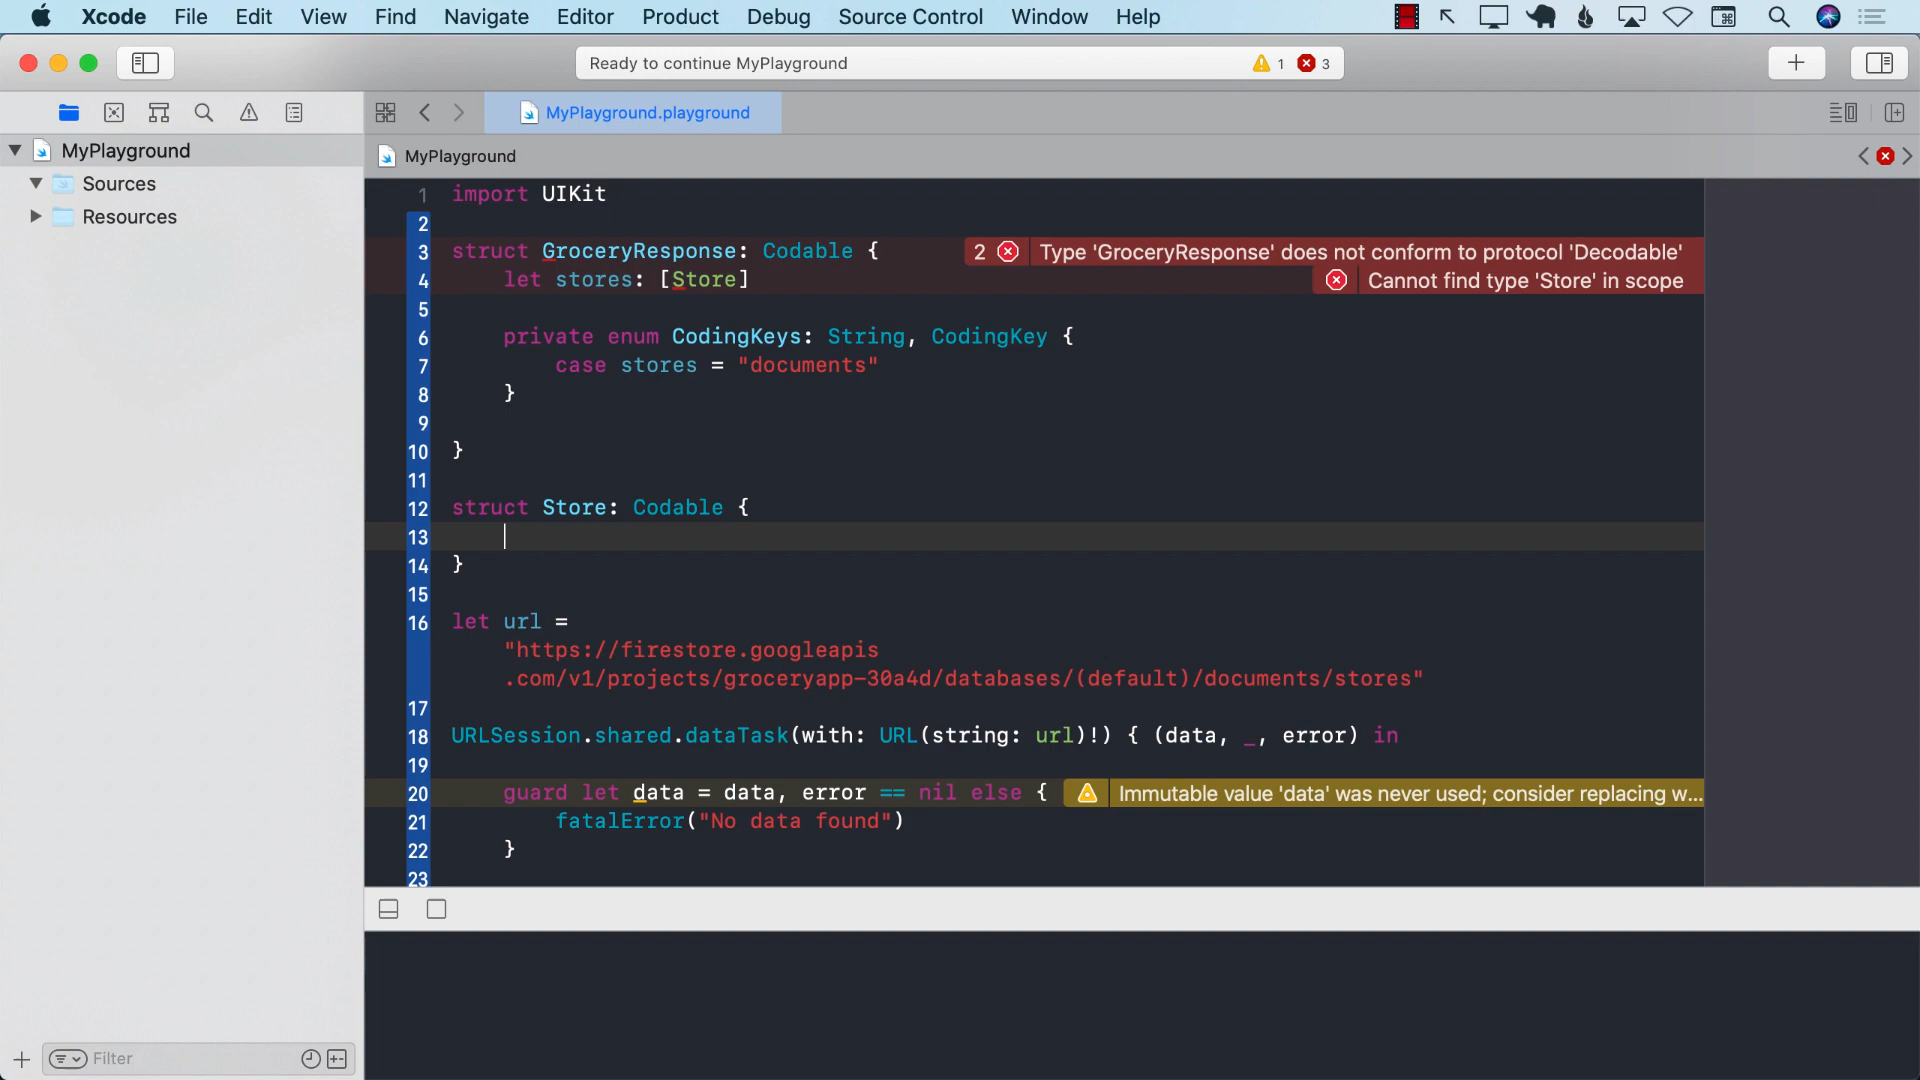 Xcode File Edit View Find Navigate Editor Product Debug Source Control Window Help
Ready to continue MyPlayground 1 3
MyPlayground.playground
MyPlayground
Sources
Resources
Filter
MyPlayground
1 import UIKit
2
3 struct GroceryResponse: Codable { 2 Type 'GroceryResponse' does not conform to protocol 'Decodable'
4 let stores: [Store] Cannot find type 'Store' in scope
5
6 private enum CodingKeys: String, CodingKey {
7 case stores = "documents"
8 }
9
10 }
11
12 struct Store: Codable {
13
14 }
15
16 let url =
"https://firestore.googleapis
.com/v1/projects/groceryapp-30a4d/databases/(default)/documents/stores"
17
18 URLSession.shared.dataTask(with: URL(string: url)!) { (data, _, error) in
19
20 guard let data = data, error == nil else { Immutable value 'data' was never used; consider replacing w...
21 fatalError("No data found")
22 }
23